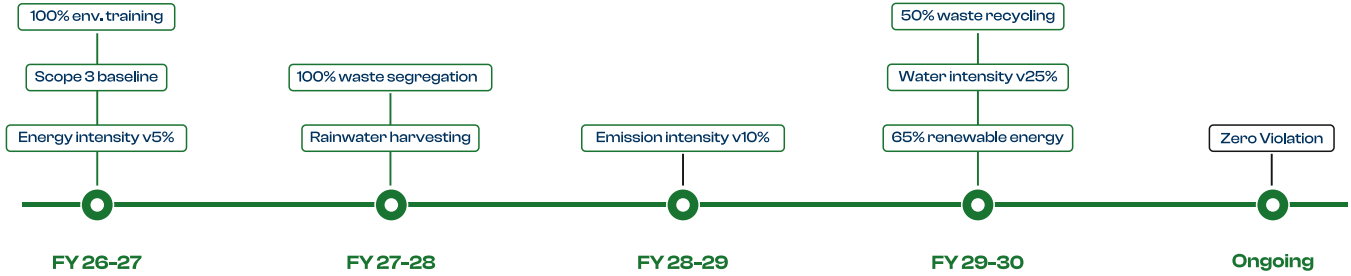 100% env. training
Scope 3 baseline
Energy intensity v5%
FY 26-27
100% waste segregation
Rainwater harvesting
FY 27-28
Emission intensity v10%
FY 28-29
50% waste recycling
Water intensity v25%
65% renewable energy
FY 29-30
Zero Violation
Ongoing